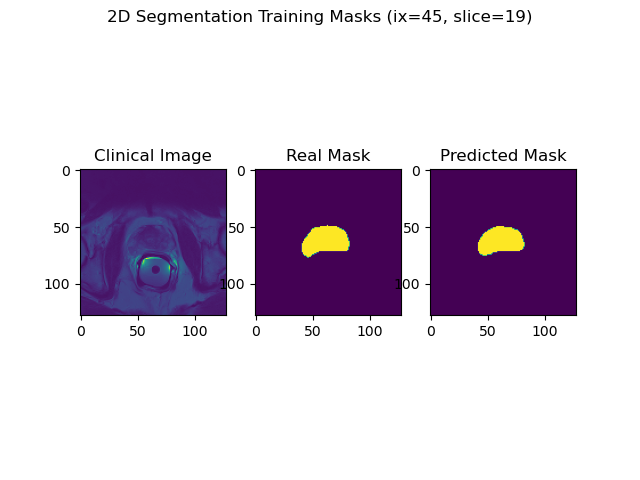 2D Segmentation Training Masks (ix=45, slice=19)
Clinical Image Real Mask Predicted Mask
0 0 0
50 50 50
100 100 100
0 50 100 0 50 100 0 50 100